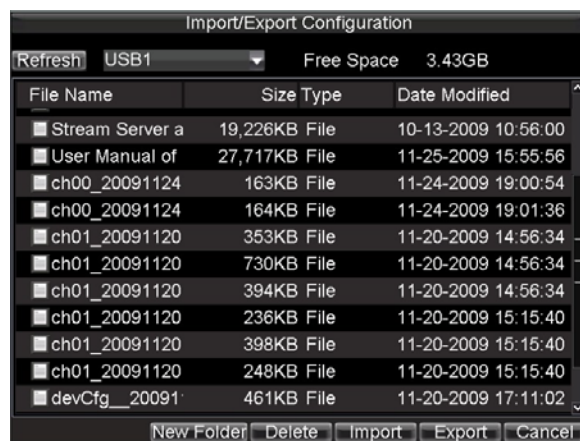 Import/Export Configuration
Refresh USB1 Free Space 3.43GB
File Name Size Type Date Modified
Stream Server a 19,226KB File 10-13-2009 10:56:00
User Manual of 27,717KB File 11-25-2009 15:55:56
ch00_20091124 163KB File 11-24-2009 19:00:54
ch00_20091124 164KB File 11-24-2009 19:01:36
ch01_20091120 353KB File 11-20-2009 14:56:34
ch01_20091120 730KB File 11-20-2009 14:56:34
ch01_20091120 394KB File 11-20-2009 14:56:34
ch01_20091120 236KB File 11-20-2009 15:15:40
ch01_20091120 398KB File 11-20-2009 15:15:40
ch01_20091120 248KB File 11-20-2009 15:15:40
devCfg__20091 461KB File 11-20-2009 17:11:02
New Folder Delete Import Export Cancel